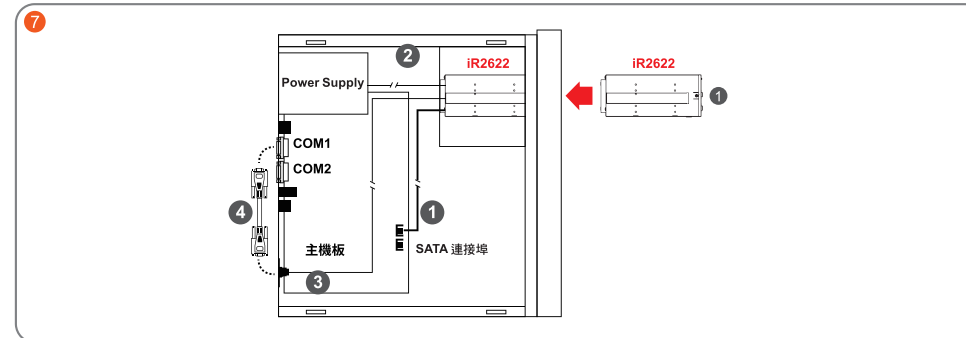 7
2
iR2622
iR2622
Power Supply
1
COM1
COM2
4
1
主機板
SATA 連接埠
3